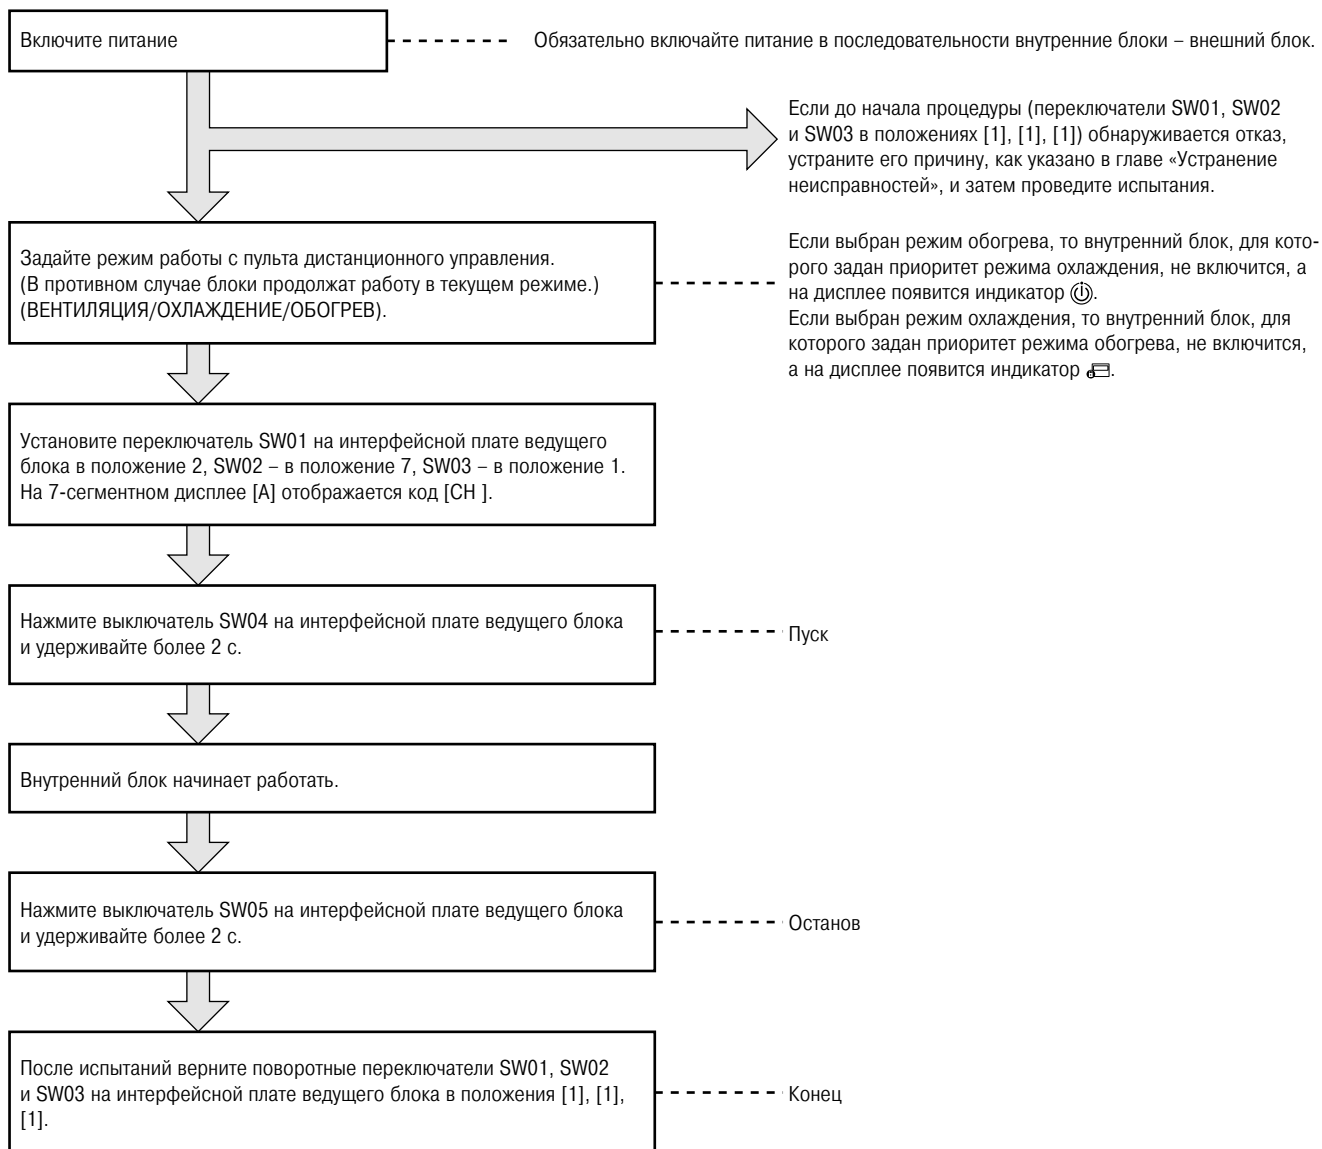 Включите питание
Обязательно включайте питание в последовательности внутренние блоки – внешний блок.
Если до начала процедуры (переключатели SW01, SW02
и SW03 в положениях [1], [1], [1]) обнаруживается отказ,
устраните его причину, как указано в главе «Устранение
неисправностей», и затем проведите испытания.
Задайте режим работы с пульта дистанционного управления.
(В противном случае блоки продолжат работу в текущем режиме.)
(ВЕНТИЛЯЦИЯ/ОХЛАЖДЕНИЕ/ОБОГРЕВ).
Если выбран режим обогрева, то внутренний блок, для кото-
рого задан приоритет режима охлаждения, не включится, а
на дисплее появится индикатор .
Если выбран режим охлаждения, то внутренний блок, для
которого задан приоритет режима обогрева, не включится,
а на дисплее появится индикатор .
Установите переключатель SW01 на интерфейсной плате ведущего
блока в положение 2, SW02 – в положение 7, SW03 – в положение 1.
На 7-сегментном дисплее [A] отображается код [CH ].
Нажмите выключатель SW04 на интерфейсной плате ведущего блока
и удерживайте более 2 с.
Пуск
Внутренний блок начинает работать.
Нажмите выключатель SW05 на интерфейсной плате ведущего блока
и удерживайте более 2 с.
Останов
После испытаний верните поворотные переключатели SW01, SW02
и SW03 на интерфейсной плате ведущего блока в положения [1], [1],
[1].
Конец